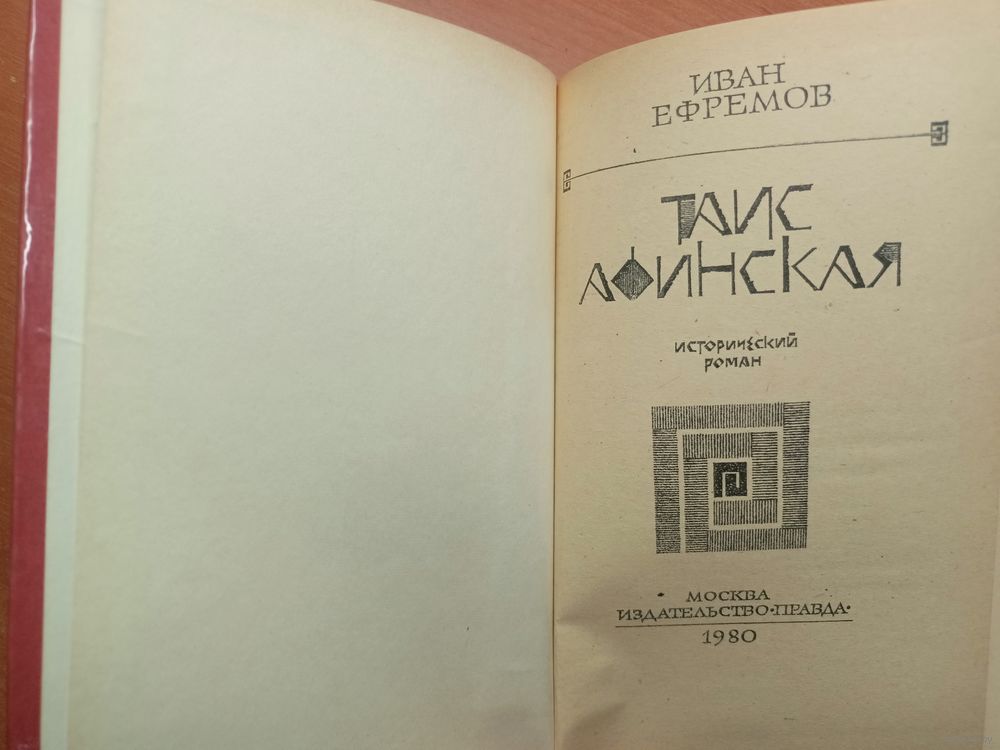 ИВАН
ЕФРЕМОВ
ТАИС
АФИНСКАЯ
ИСТОРИЧЕСКИЙ
РОМАН
МОСКВА
ИЗДАТЕЛЬСТВО·ПРАВДА·
1980